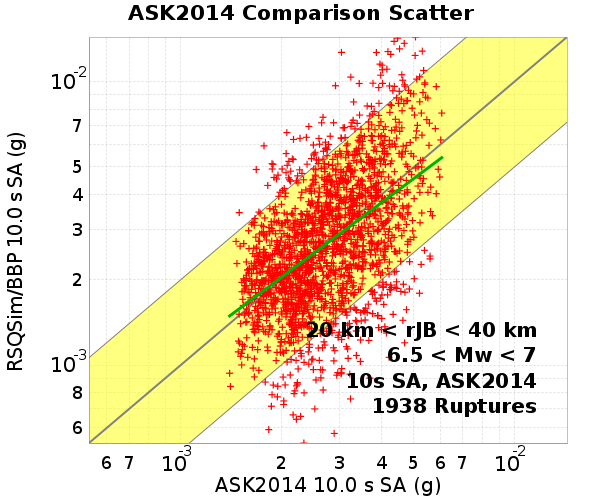 ASK2014 Comparison Scatter
RSQSim/BBP 10.0 s SA (g)
10-2
7
5
4
3
2
10-3
8
6
20 km < rJB < 40 km
6.5 < Mw < 7
10s SA, ASK2014
1938 Ruptures
6 7 10-3 2 3 4 5 6 7 10-2
ASK2014 10.0 s SA (g)